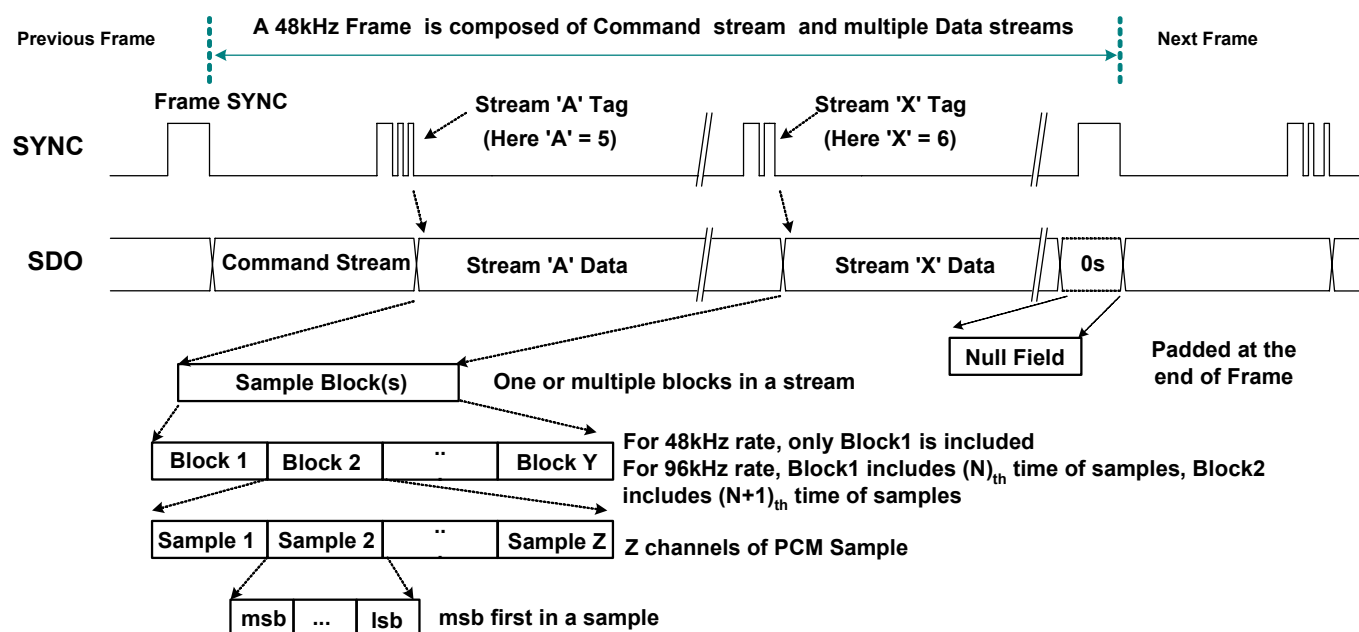 A 48kHz Frame is composed of Command stream and multiple Data streams
Previous Frame
Next Frame
Frame SYNC
Stream 'A' Tag
(Here 'A' = 5)
Stream 'X' Tag
(Here 'X' = 6)
SYNC
SDO
Command Stream
Stream 'A' Data
Stream 'X' Data
0s
Null Field
Padded at the
end of Frame
Sample Block(s)
One or multiple blocks in a stream
Block 1
Block 2
..
Block Y
For 48kHz rate, only Block1 is included
For 96kHz rate, Block1 includes (N)th time of samples, Block2
includes (N+1)th time of samples
Sample 1
Sample 2
..
.
Sample Z
Z channels of PCM Sample
msb
...
lsb
msb first in a sample